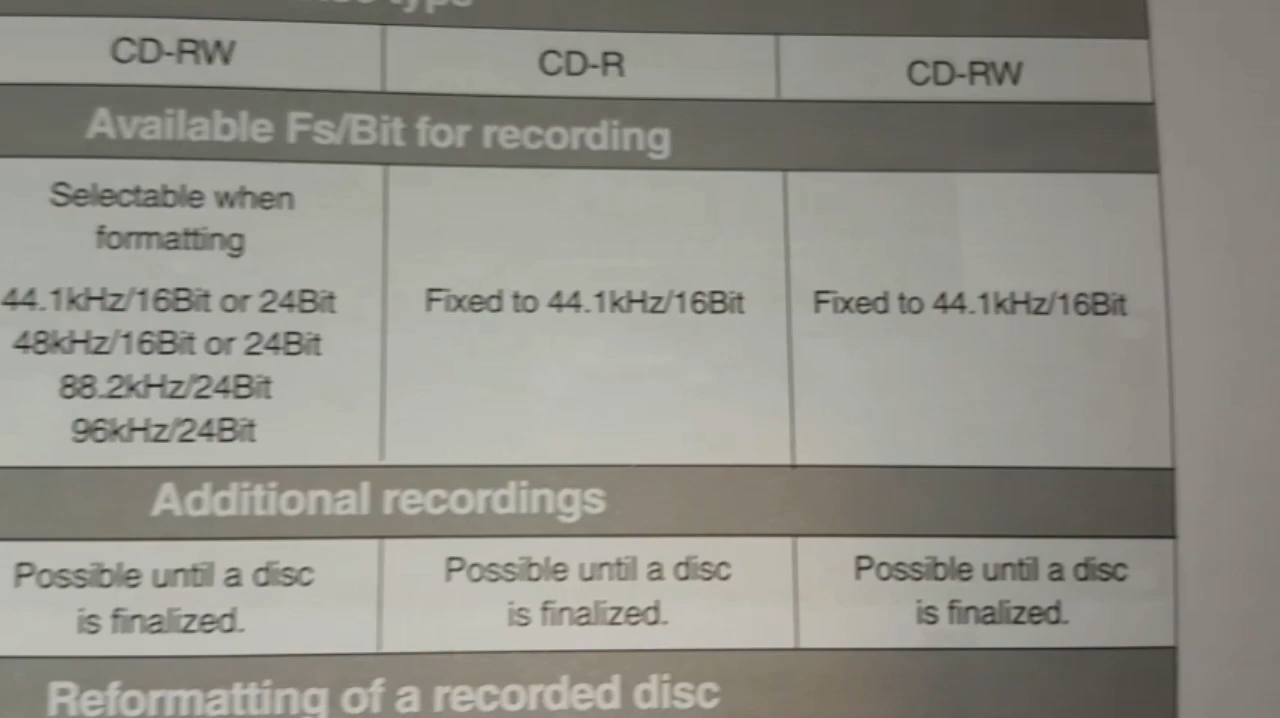 type
CD-RW
CD-R
CD-RW
Available Fs/Bit for recording
Selectable when
formatting
44.1kHz/16Bit or 24Bit
48kHz/16Bit or 24Bit
88.2kHz/24Bit
96kHz/24Bit
Fixed to 44.1kHz/16Bit
Fixed to 44.1kHz/16Bit
Additional recordings
Possible until a disc
is finalized.
Possible until a disc
is finalized.
Possible until a disc
is finalized.
Reformatting of a recorded disc